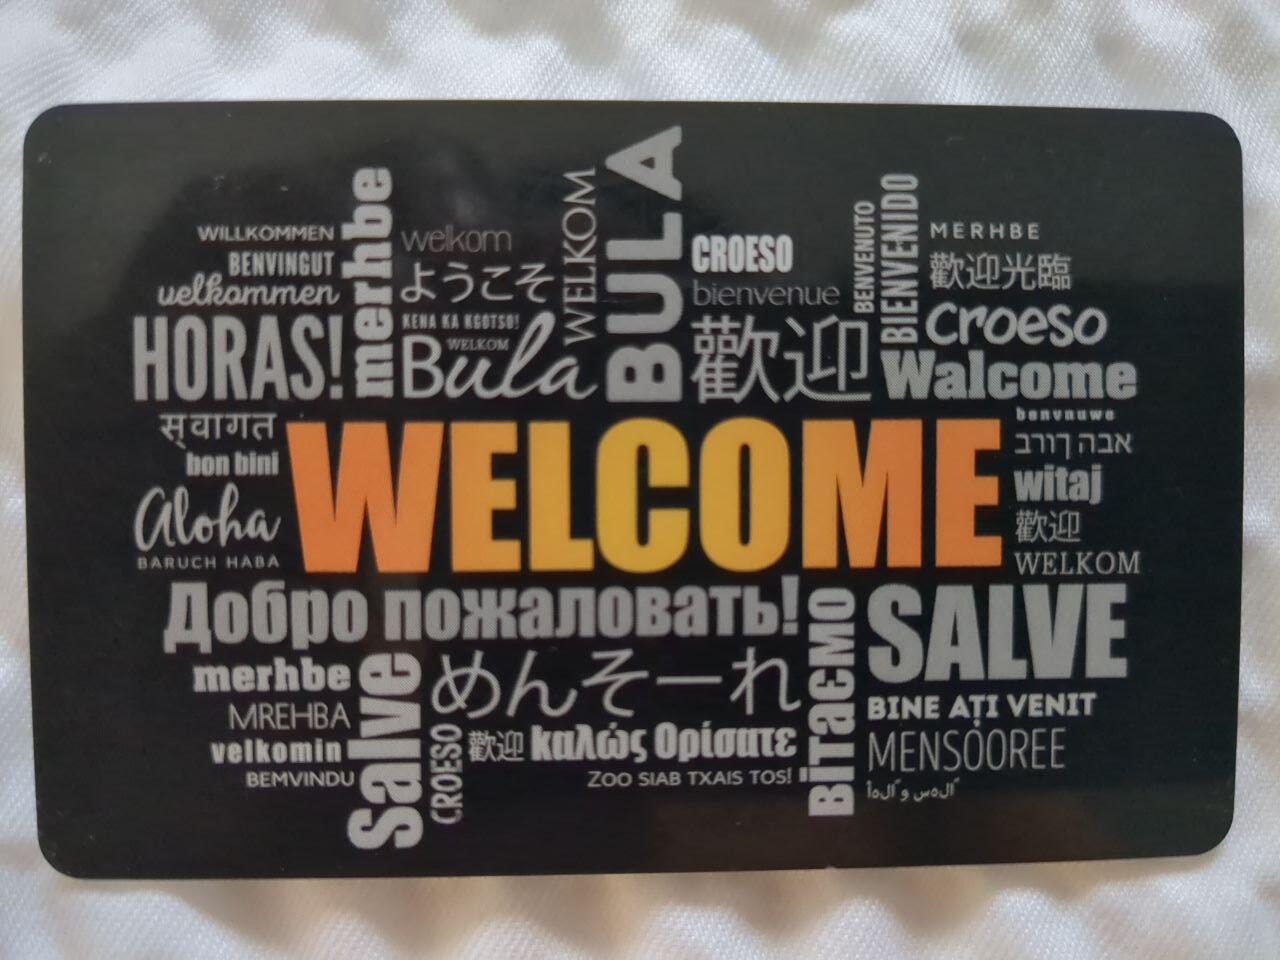 BULA
merhbe
WELKOM
BIENVENIDO
BENVENUTO
WILLKOMMEN
welkom
CROESO
MERHBE
BENVINGUT
ようこそ
bienvenue
歡迎光臨
uelkommen
KENA KA KGOTSO!
Croeso
HORAS!
WELKOM
Bula
歡迎
Walcome
benvnuwe
स्वागत
WELCOME
ברוך הבא
bon bini
witaj
Aloha
歡迎
BARUCH HABA
WELKOM
Добро пожаловать!
SALVE
Вітаємо
merhbe
Salve
めんそーれ
MREHBA
BINE AȚI VENIT
velkomin
CROESO
歡迎
καλώς Ορίσατε
MENSOOREE
BEMVINDU
ZOO SIAB TXAIS TOS!